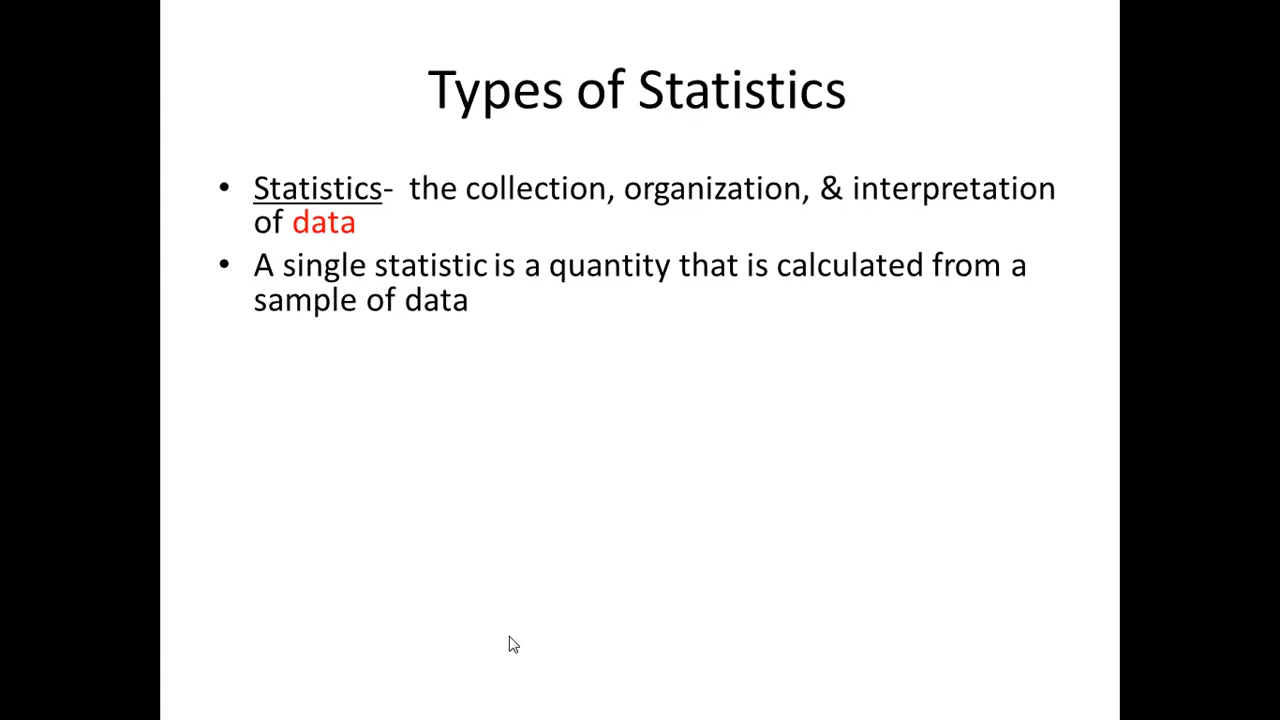 Types of Statistics
• Statistics- the collection, organization, & interpretation
of data
• A single statistic is a quantity that is calculated from a
sample of data